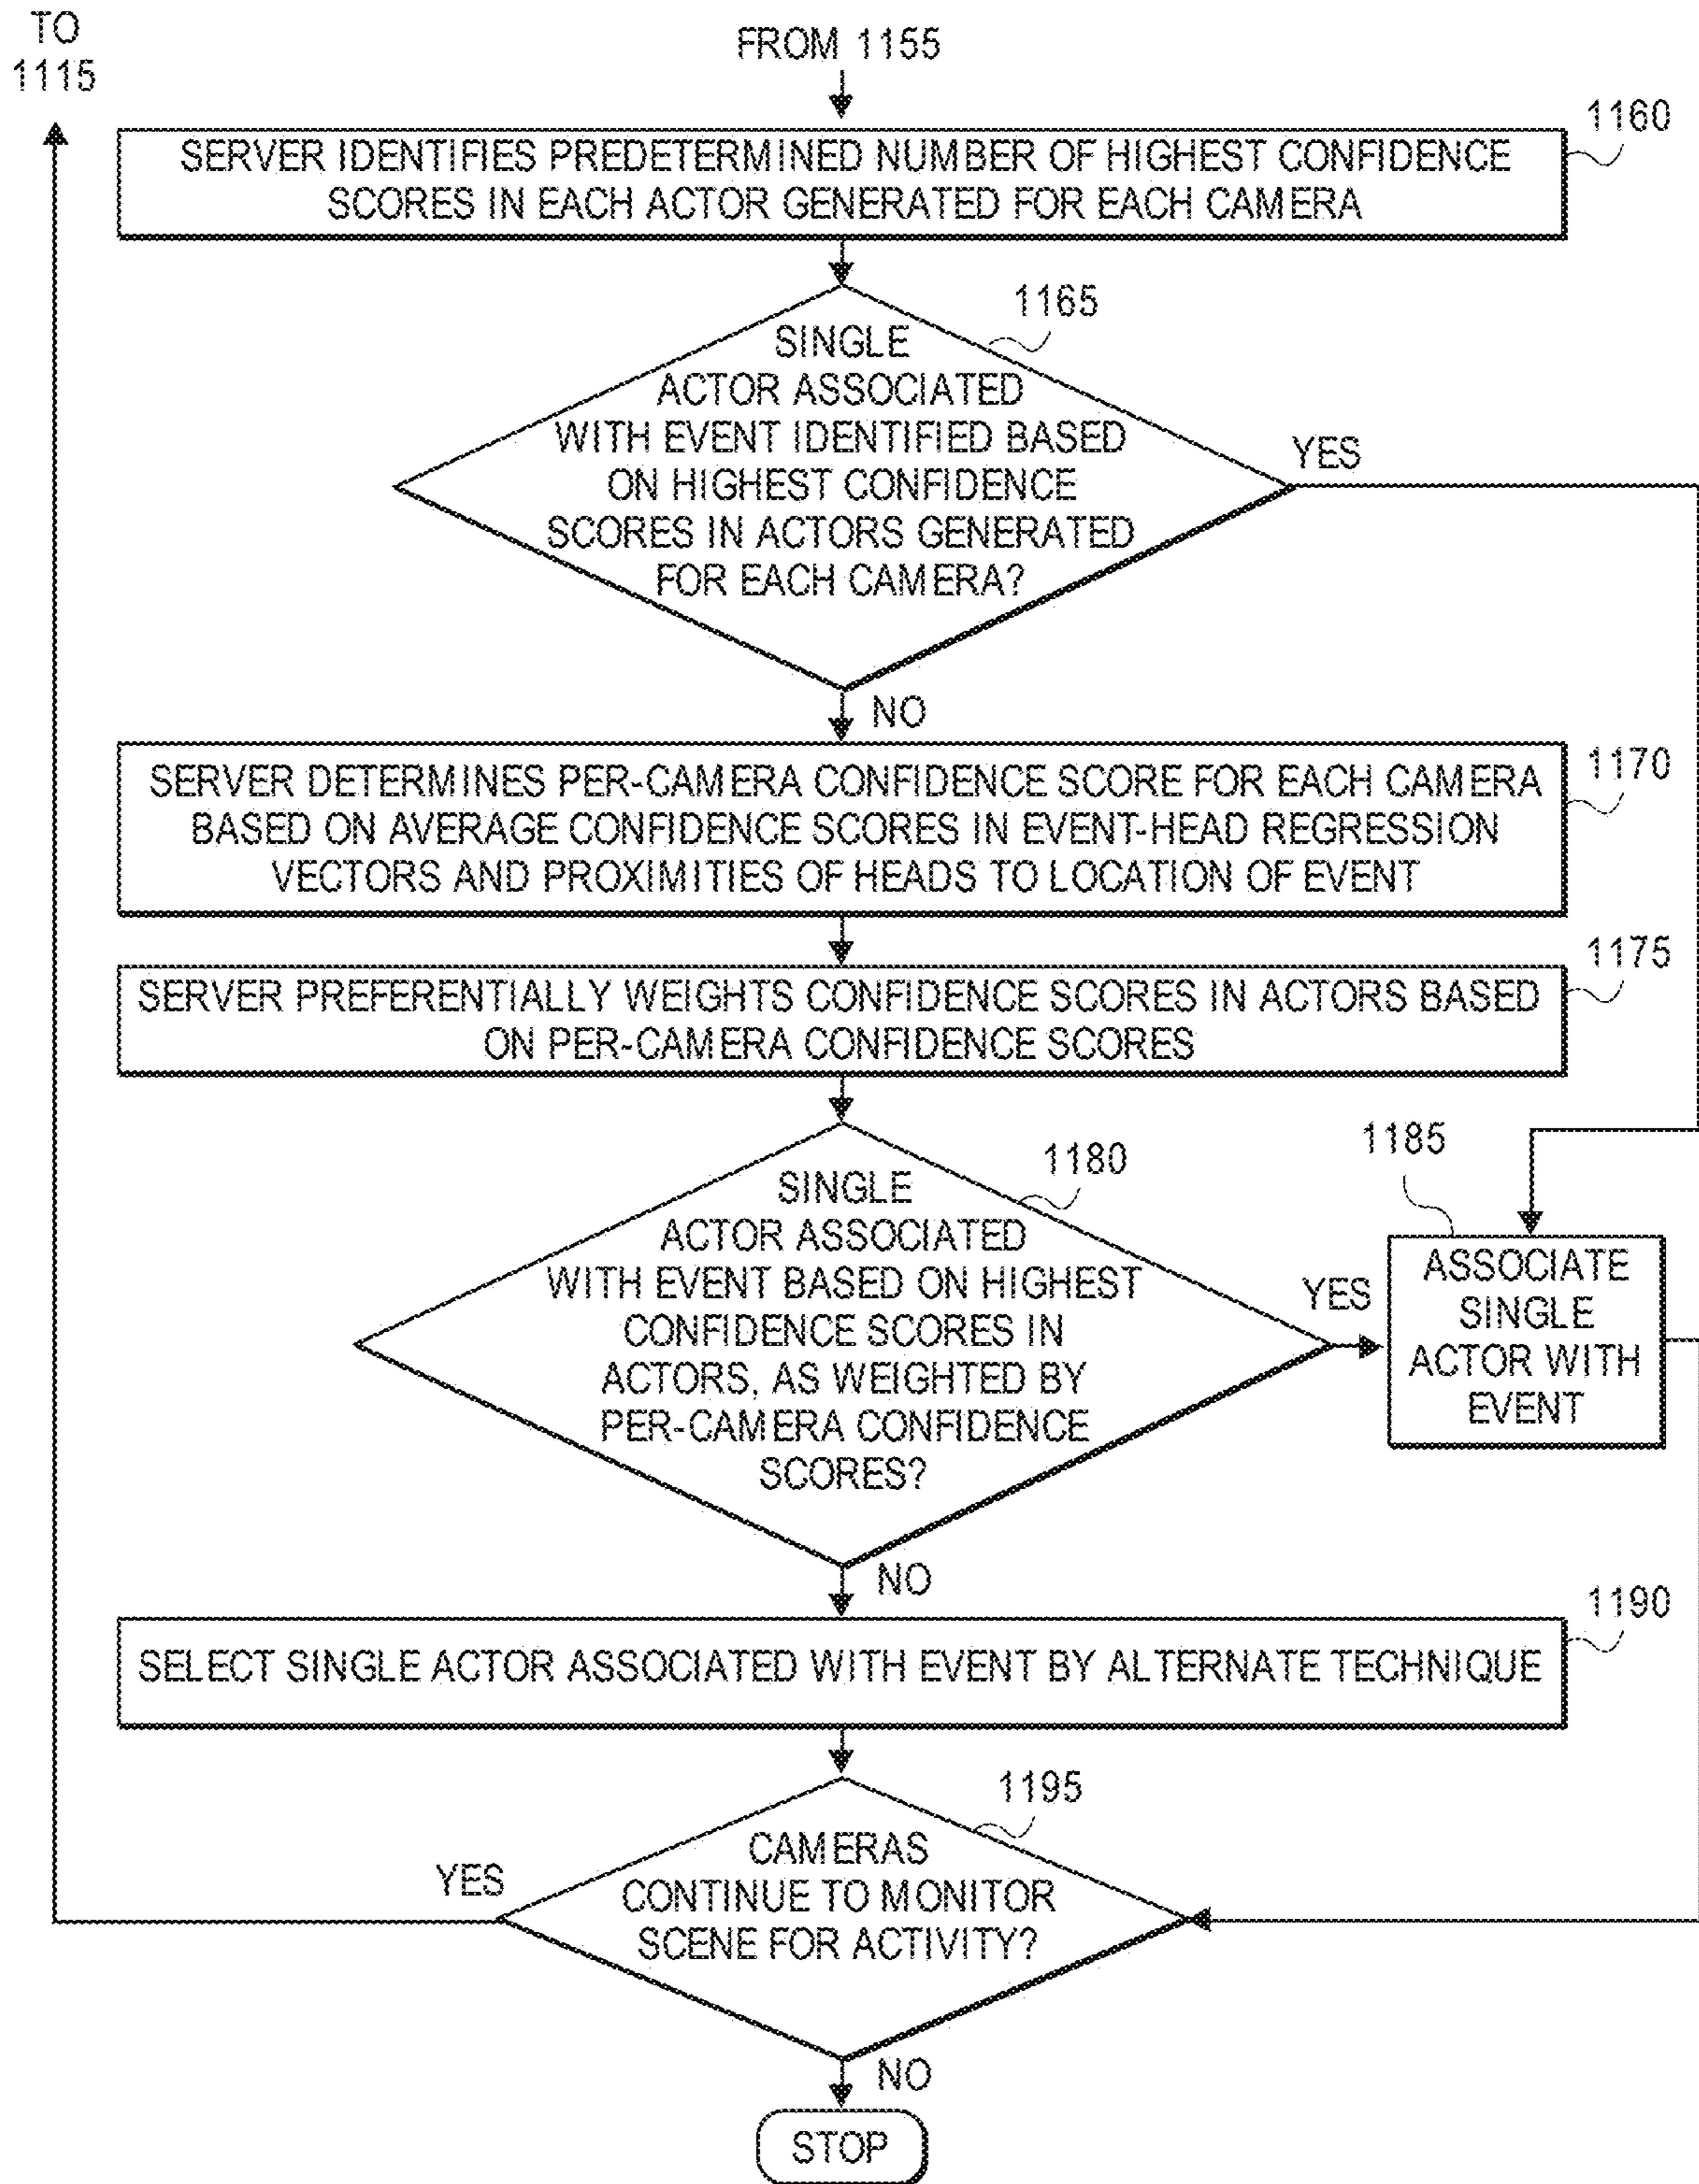 TO
1115
FROM 1155
1160
SERVER IDENTIFIES PREDETERMINED NUMBER OF HIGHEST CONFIDENCE
SCORES IN EACH ACTOR GENERATED FOR EACH CAMERA
1165
SINGLE
ACTOR ASSOCIATED
WITH EVENT IDENTIFIED BASED
ON HIGHEST CONFIDENCE
SCORES IN ACTORS GENERATED
FOR EACH CAMERA?
YES
NO
1170
SERVER DETERMINES PER-CAMERA CONFIDENCE SCORE FOR EACH CAMERA
BASED ON AVERAGE CONFIDENCE SCORES IN EVENT-HEAD REGRESSION
VECTORS AND PROXIMITIES OF HEADS TO LOCATION OF EVENT
1175
SERVER PREFERENTIALLY WEIGHTS CONFIDENCE SCORES IN ACTORS BASED
ON PER-CAMERA CONFIDENCE SCORES
1180
SINGLE
ACTOR ASSOCIATED
WITH EVENT BASED ON HIGHEST
CONFIDENCE SCORES IN
ACTORS, AS WEIGHTED BY
PER-CAMERA CONFIDENCE
SCORES?
YES
1185
ASSOCIATE
SINGLE
ACTOR WITH
EVENT
NO
1190
SELECT SINGLE ACTOR ASSOCIATED WITH EVENT BY ALTERNATE TECHNIQUE
1195
CAMERAS
CONTINUE TO MONITOR
SCENE FOR ACTIVITY?
YES
NO
STOP